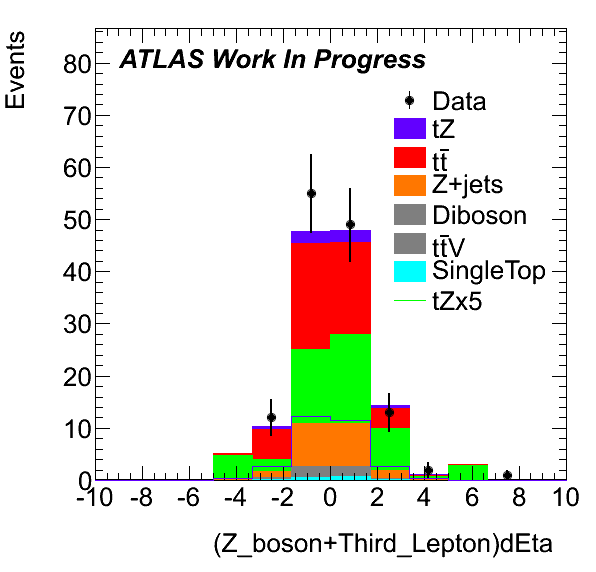 Events
ATLAS Work In Progress
80
70
60
50
40
30
20
10
0
Data
tZ
tt̄
Z+jets
Diboson
tt̄V
SingleTop
tZx5
-10 -8 -6 -4 -2 0 2 4 6 8 10
(Z_boson+Third_Lepton)dEta